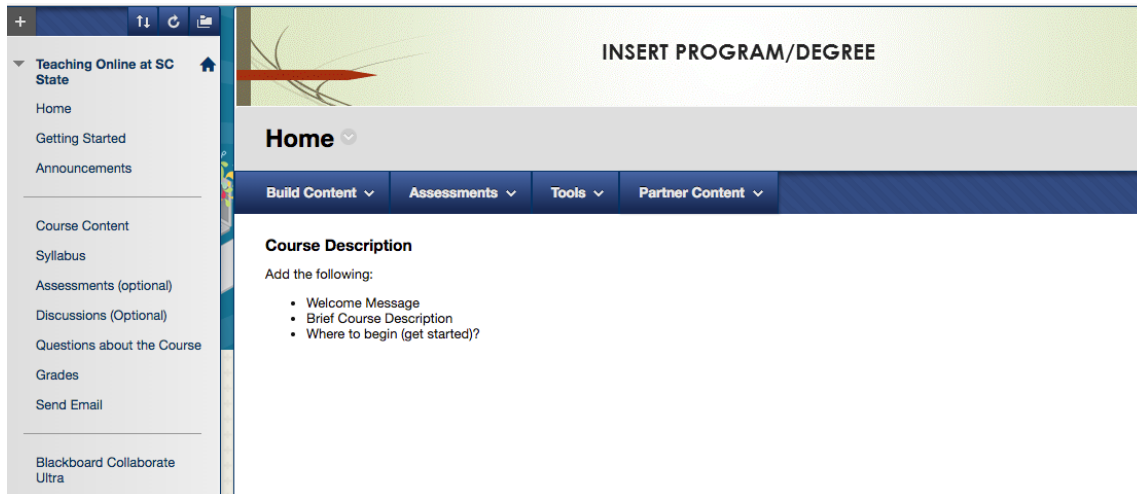 Teaching Online at SC
State
Home
Getting Started
Announcements
Course Content
Syllabus
Assessments (optional)
Discussions (Optional)
Questions about the Course
Grades
Send Email
Blackboard Collaborate
Ultra
INSERT PROGRAM/DEGREE
Home
Build Content
Assessments
Tools
Partner Content
Course Description
Add the following:
• Welcome Message
• Brief Course Description
• Where to begin (get started)?